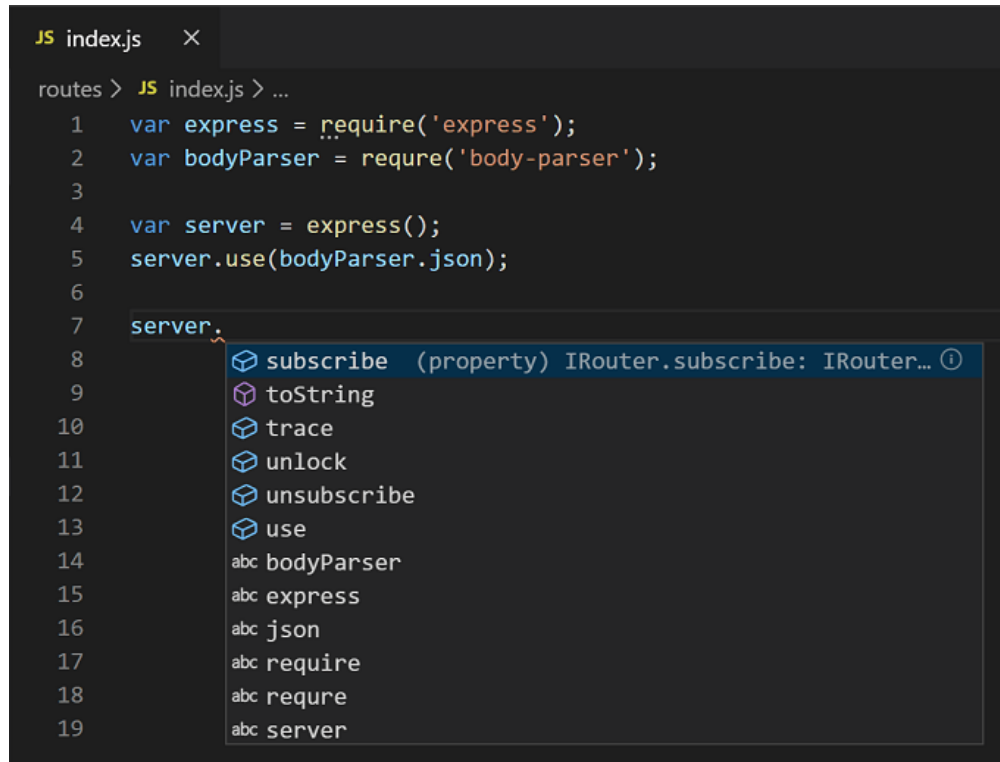 JS index.js ×
routes > JS index.js > ...
1 var express = require('express');
2 var bodyParser = requre('body-parser');
3
4 var server = express();
5 server.use(bodyParser.json);
6
7 server.
8 subscribe (property) IRouter.subscribe: IRouter…
9 toString
10 trace
11 unlock
12 unsubscribe
13 use
14 abc bodyParser
15 abc express
16 abc json
17 abc require
18 abc requre
19 abc server